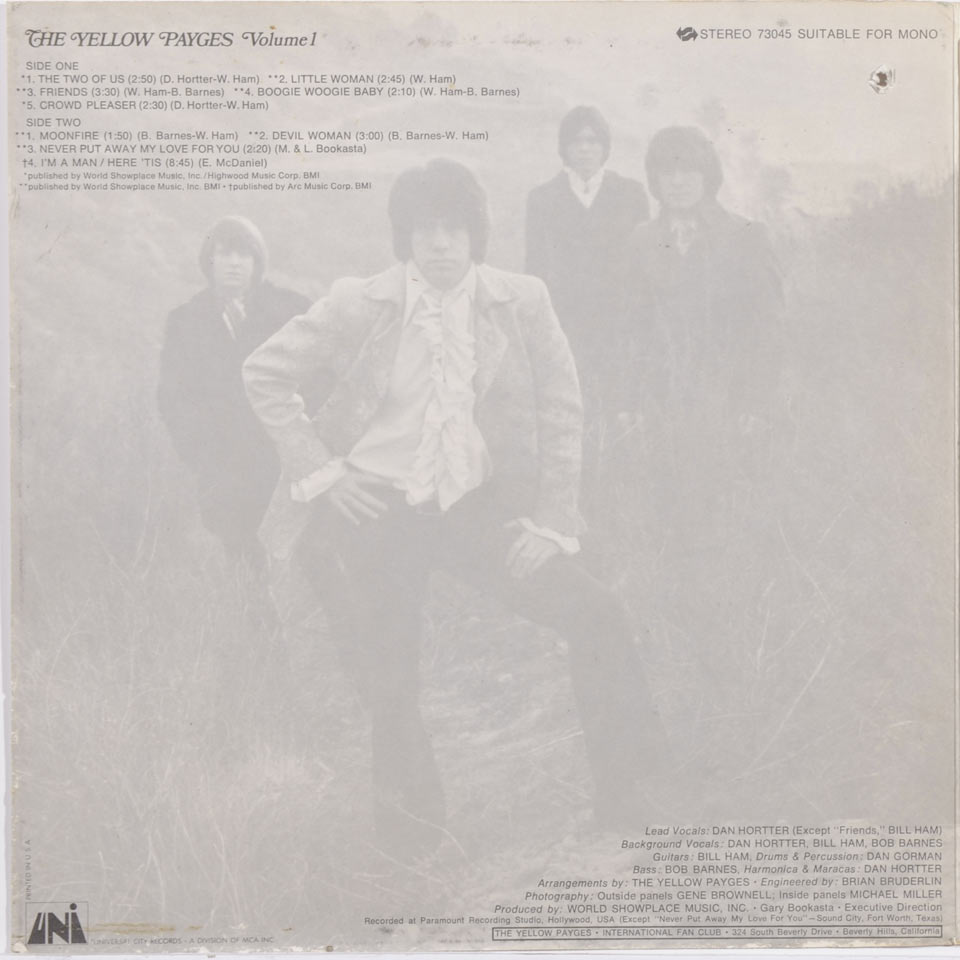 THE YELLOW PAYGES Volume 1
STEREO 73045 SUITABLE FOR MONO
SIDE ONE
*1. THE TWO OF US (2:50) (D. Hortter-W. Ham) **2. LITTLE WOMAN (2:45) (W. Ham)
**3. FRIENDS (3:30) (W. Ham-B. Barnes) **4. BOOGIE WOOGIE BABY (2:10) (W. Ham-B. Barnes)
*5. CROWD PLEASER (2:30) (D. Hortter-W. Ham)
SIDE TWO
**1. MOONFIRE (1:50) (B. Barnes-W. Ham) **2. DEVIL WOMAN (3:00) (B. Barnes-W. Ham)
**3. NEVER PUT AWAY MY LOVE FOR YOU (2:20) (M. & L. Bookasta)
†4. I'M A MAN / HERE 'TIS (8:45) (E. McDaniel)
*published by World Showplace Music, Inc./Highwood Music Corp. BMI
**published by World Showplace Music, Inc. BMI • †published by Arc Music Corp. BMI
Lead Vocals: DAN HORTTER (Except "Friends," BILL HAM)
Background Vocals: DAN HORTTER, BILL HAM, BOB BARNES
Guitars: BILL HAM, Drums & Percussion: DAN GORMAN
Bass: BOB BARNES, Harmonica & Maracas: DAN HORTTER
Arrangements by: THE YELLOW PAYGES • Engineered by: BRIAN BRUDERLIN
Photography: Outside panels GENE BROWNELL; Inside panels MICHAEL MILLER
Produced by: WORLD SHOWPLACE MUSIC, INC. • Gary Bookasta • Executive Direction
Recorded at Paramount Recording Studio, Hollywood, USA (Except "Never Put Away My Love For You"—Sound City, Fort Worth, Texas)
THE YELLOW PAYGES • INTERNATIONAL FAN CLUB • 324 South Beverly Drive • Beverly Hills, California
PRINTED IN U.S.A.
UNI
UNIVERSAL CITY RECORDS - A DIVISION OF MCA INC.